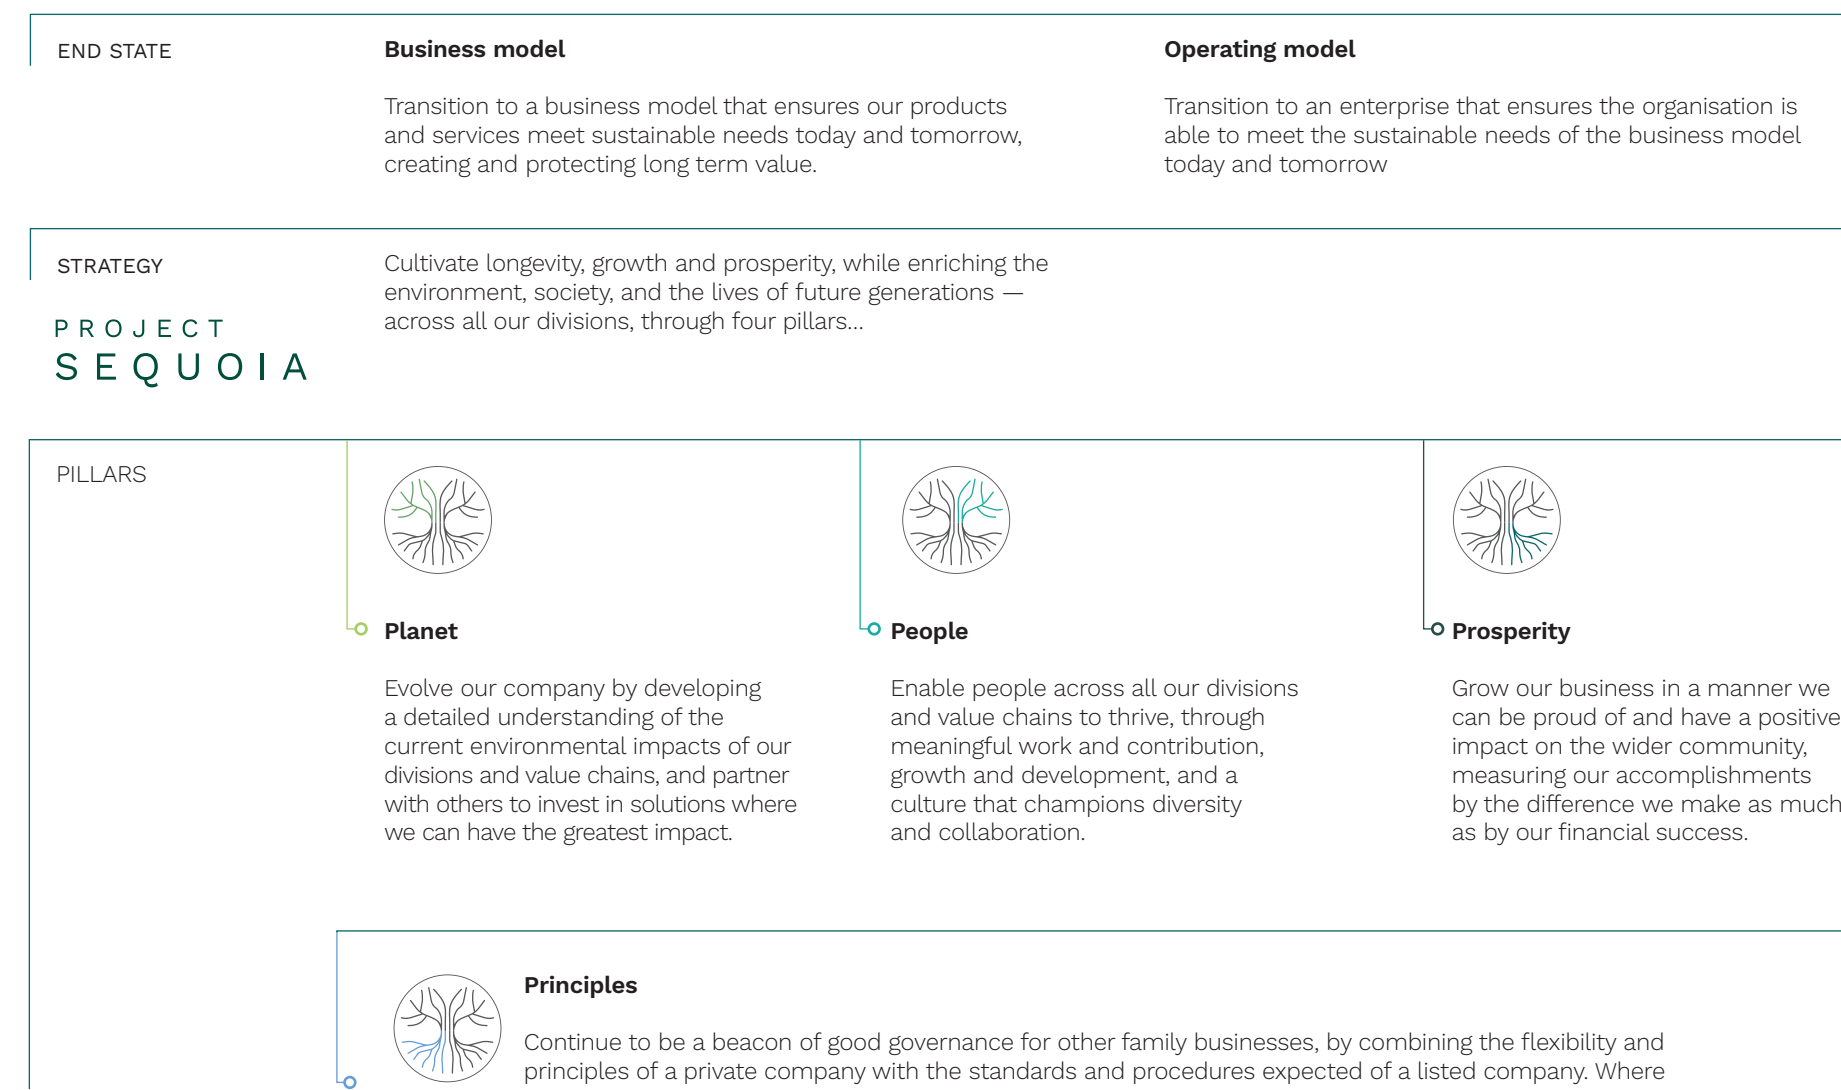 END STATE
Business model
Transition to a business model that ensures our products
and services meet sustainable needs today and tomorrow,
creating and protecting long term value.
Operating model
Transition to an enterprise that ensures the organisation is
able to meet the sustainable needs of the business model
today and tomorrow
STRATEGY
PROJECT
SEQUOIA
Cultivate longevity, growth and prosperity, while enriching the
environment, society, and the lives of future generations —
across all our divisions, through four pillars...
PILLARS
Planet
Evolve our company by developing
a detailed understanding of the
current environmental impacts of our
divisions and value chains, and partner
with others to invest in solutions where
we can have the greatest impact.
People
Enable people across all our divisions
and value chains to thrive, through
meaningful work and contribution,
growth and development, and a
culture that champions diversity
and collaboration.
Prosperity
Grow our business in a manner we
can be proud of and have a positive
impact on the wider community,
measuring our accomplishments
by the difference we make as much
as by our financial success.
Principles
Continue to be a beacon of good governance for other family businesses, by combining the flexibility and
principles of a private company with the standards and procedures expected of a listed company. Where